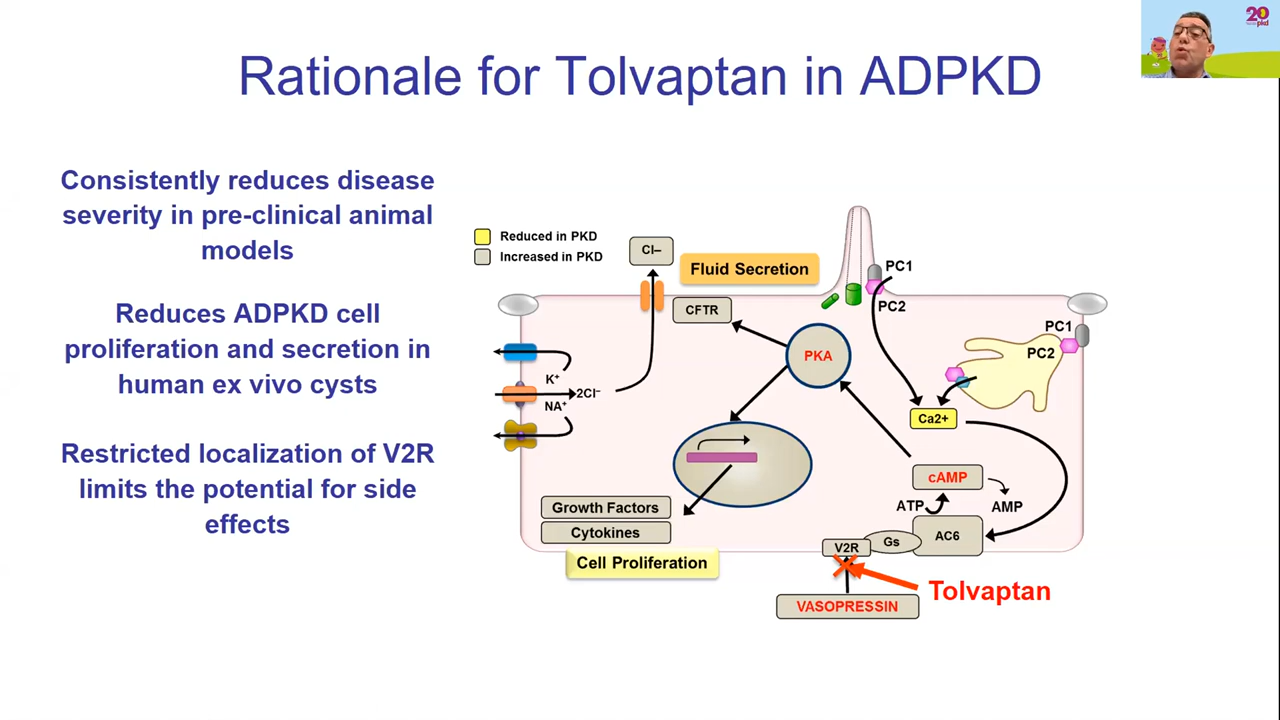 20
pkd
Rationale for Tolvaptan in ADPKD
Consistently reduces disease
severity in pre-clinical animal
models
Reduces ADPKD cell
proliferation and secretion in
human ex vivo cysts
Restricted localization of V2R
limits the potential for side
effects
Reduced in PKD
Increased in PKD
Cl–
Fluid Secretion
CFTR
PC1
PC2
PC1
PC2
PKA
K⁺
2Cl⁻
NA⁺
Ca2+
cAMP
ATP
AMP
Growth Factors
Cytokines
Cell Proliferation
V2R
Gs
AC6
Tolvaptan
VASOPRESSIN